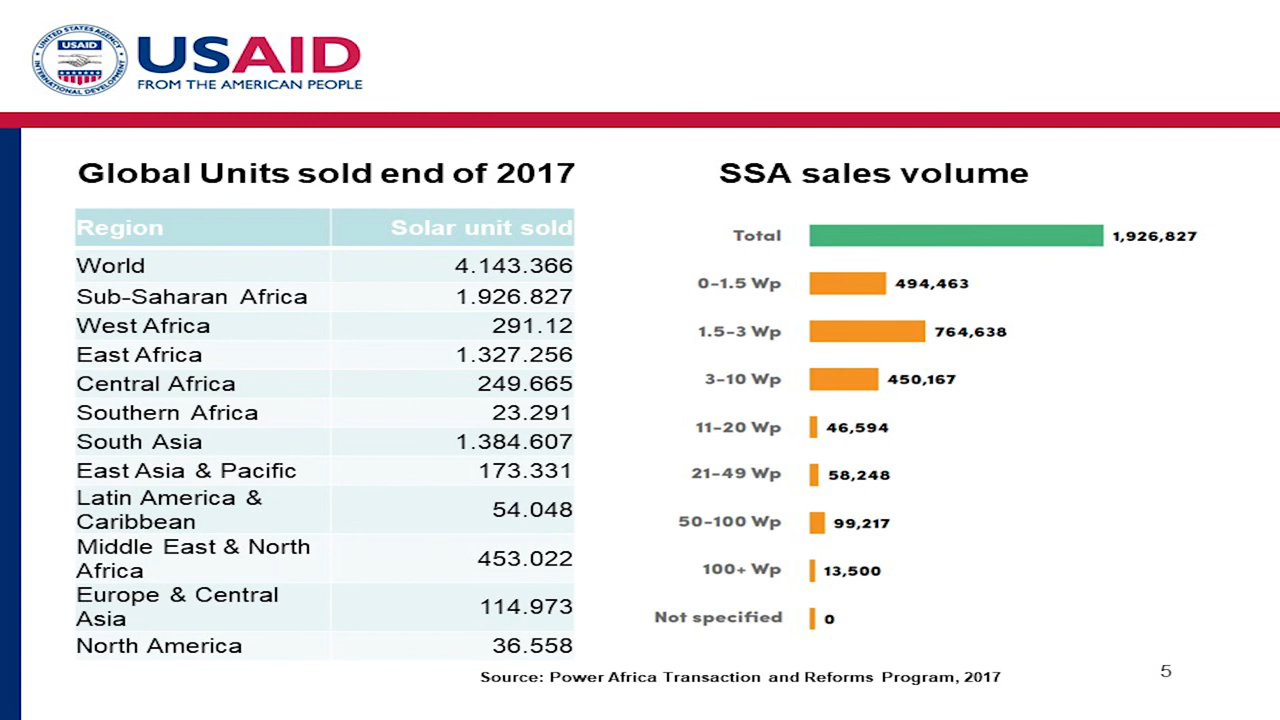 UNITED STATES AGENCY
USAID
INTERNATIONAL DEVELOPMENT
USAID
FROM THE AMERICAN PEOPLE
Global Units sold end of 2017
Region Solar unit sold
World 4.143.366
Sub-Saharan Africa 1.926.827
West Africa 291.12
East Africa 1.327.256
Central Africa 249.665
Southern Africa 23.291
South Asia 1.384.607
East Asia & Pacific 173.331
Latin America &
Caribbean 54.048
Middle East & North
Africa 453.022
Europe & Central
Asia 114.973
North America 36.558
SSA sales volume
Total 1,926,827
0-1.5 Wp 494,463
1.5-3 Wp 764,638
3-10 Wp 450,167
11-20 Wp 46,594
21-49 Wp 58,248
50-100 Wp 99,217
100+ Wp 13,500
Not specified 0
Source: Power Africa Transaction and Reforms Program, 2017
5